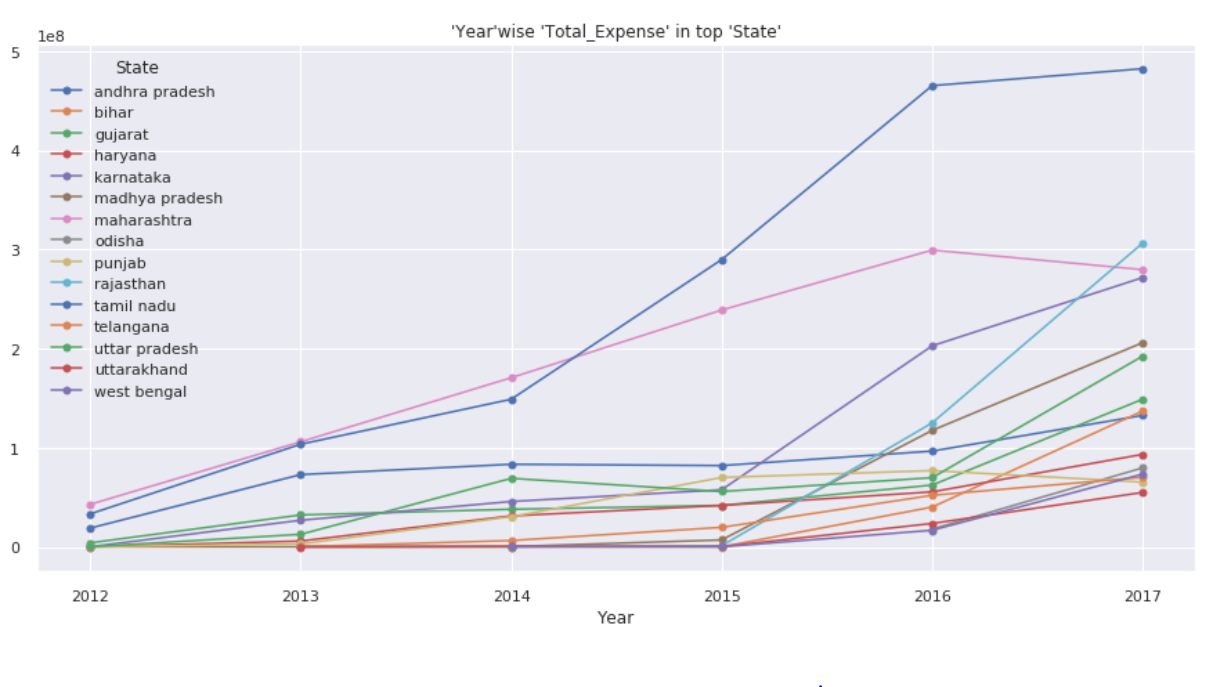 'Year'wise 'Total_Expense' in top 'State'
1e8
5
4
3
2
1
0
State
andhra pradesh
bihar
gujarat
haryana
karnataka
madhya pradesh
maharashtra
odisha
punjab
rajasthan
tamil nadu
telangana
uttar pradesh
uttarakhand
west bengal
2012 2013 2014 2015 2016 2017
Year